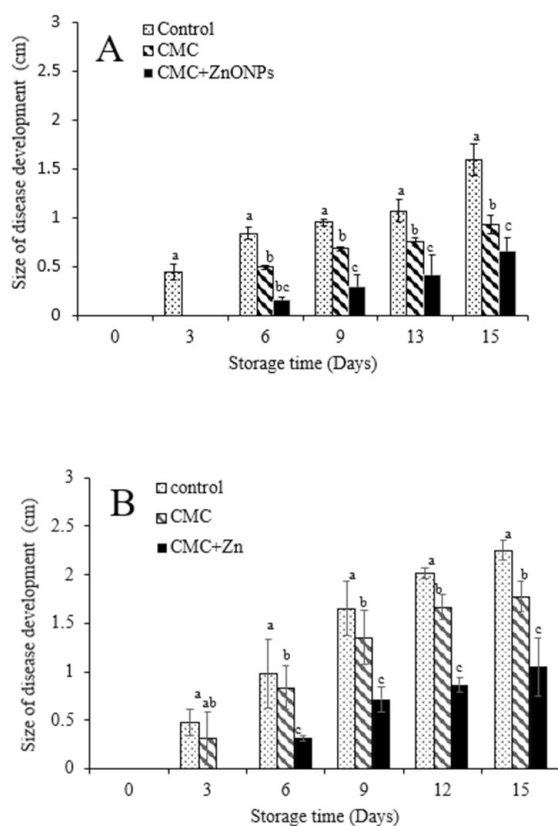 3
A
Control
CMC
CMC+ZnONPs
Size of disease development (cm)
2.5
2
1.5
1
0.5
0
a
a
b
bc
a
b
c
a
b
c
a
b
c
0
3
6
9
13
15
Storage time (Days)
3
B
control
CMC
CMC+Zn
Size of disease development (cm)
2.5
2
1.5
1
0.5
0
a
ab
a
b
c
a
b
c
a
b
c
a
b
c
0
3
6
9
12
15
Storage time (Days)